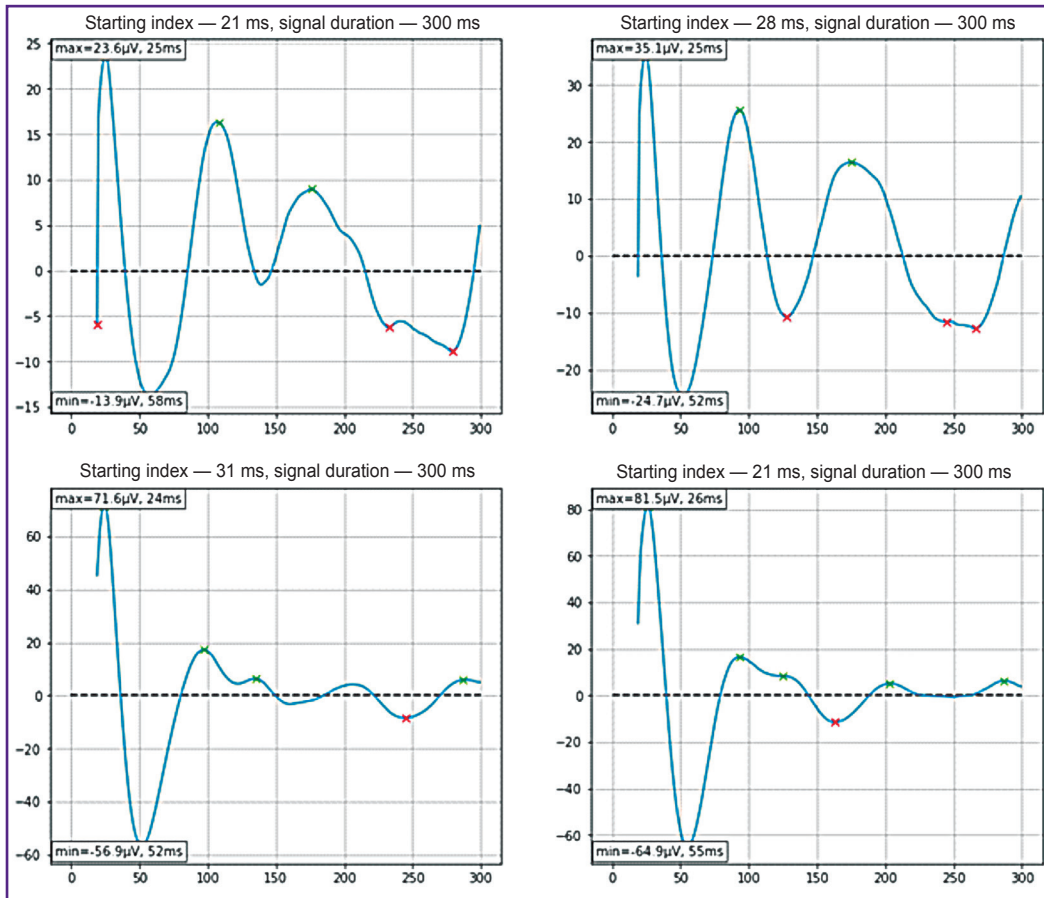 Starting index — 21 ms, signal duration — 300 ms
max=23.6µV, 25ms
25
20
15
10
5
0
−5
−10
−15
min=-13.9µV, 58ms
0 50 100 150 200 250 300
Starting index — 28 ms, signal duration — 300 ms
max=35.1µV, 25ms
30
20
10
0
−10
−20
min=-24.7µV, 52ms
0 50 100 150 200 250 300
Starting index — 31 ms, signal duration — 300 ms
max=71.6µV, 24ms
60
40
20
0
−20
−40
−60
min=-56.9µV, 52ms
0 50 100 150 200 250 300
Starting index — 21 ms, signal duration — 300 ms
max=81.5µV, 26ms
80
60
40
20
0
−20
−40
−60
min=-64.9µV, 55ms
0 50 100 150 200 250 300